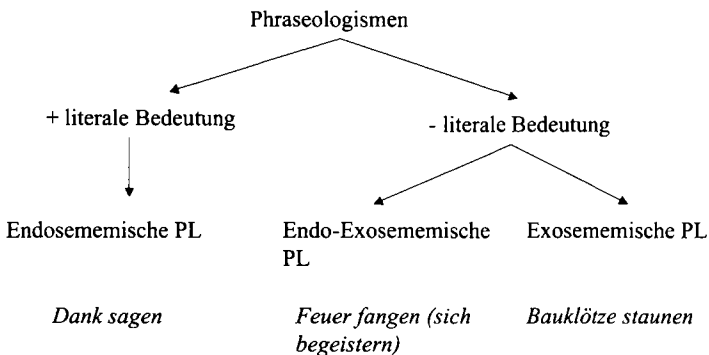 Phraseologismen
+ literale Bedeutung
- literale Bedeutung
Endosememische PL
Endo-Exosememische
PL
Exosememische PL
Dank sagen
Feuer fangen (sich
begeistern)
Bauklötze staunen